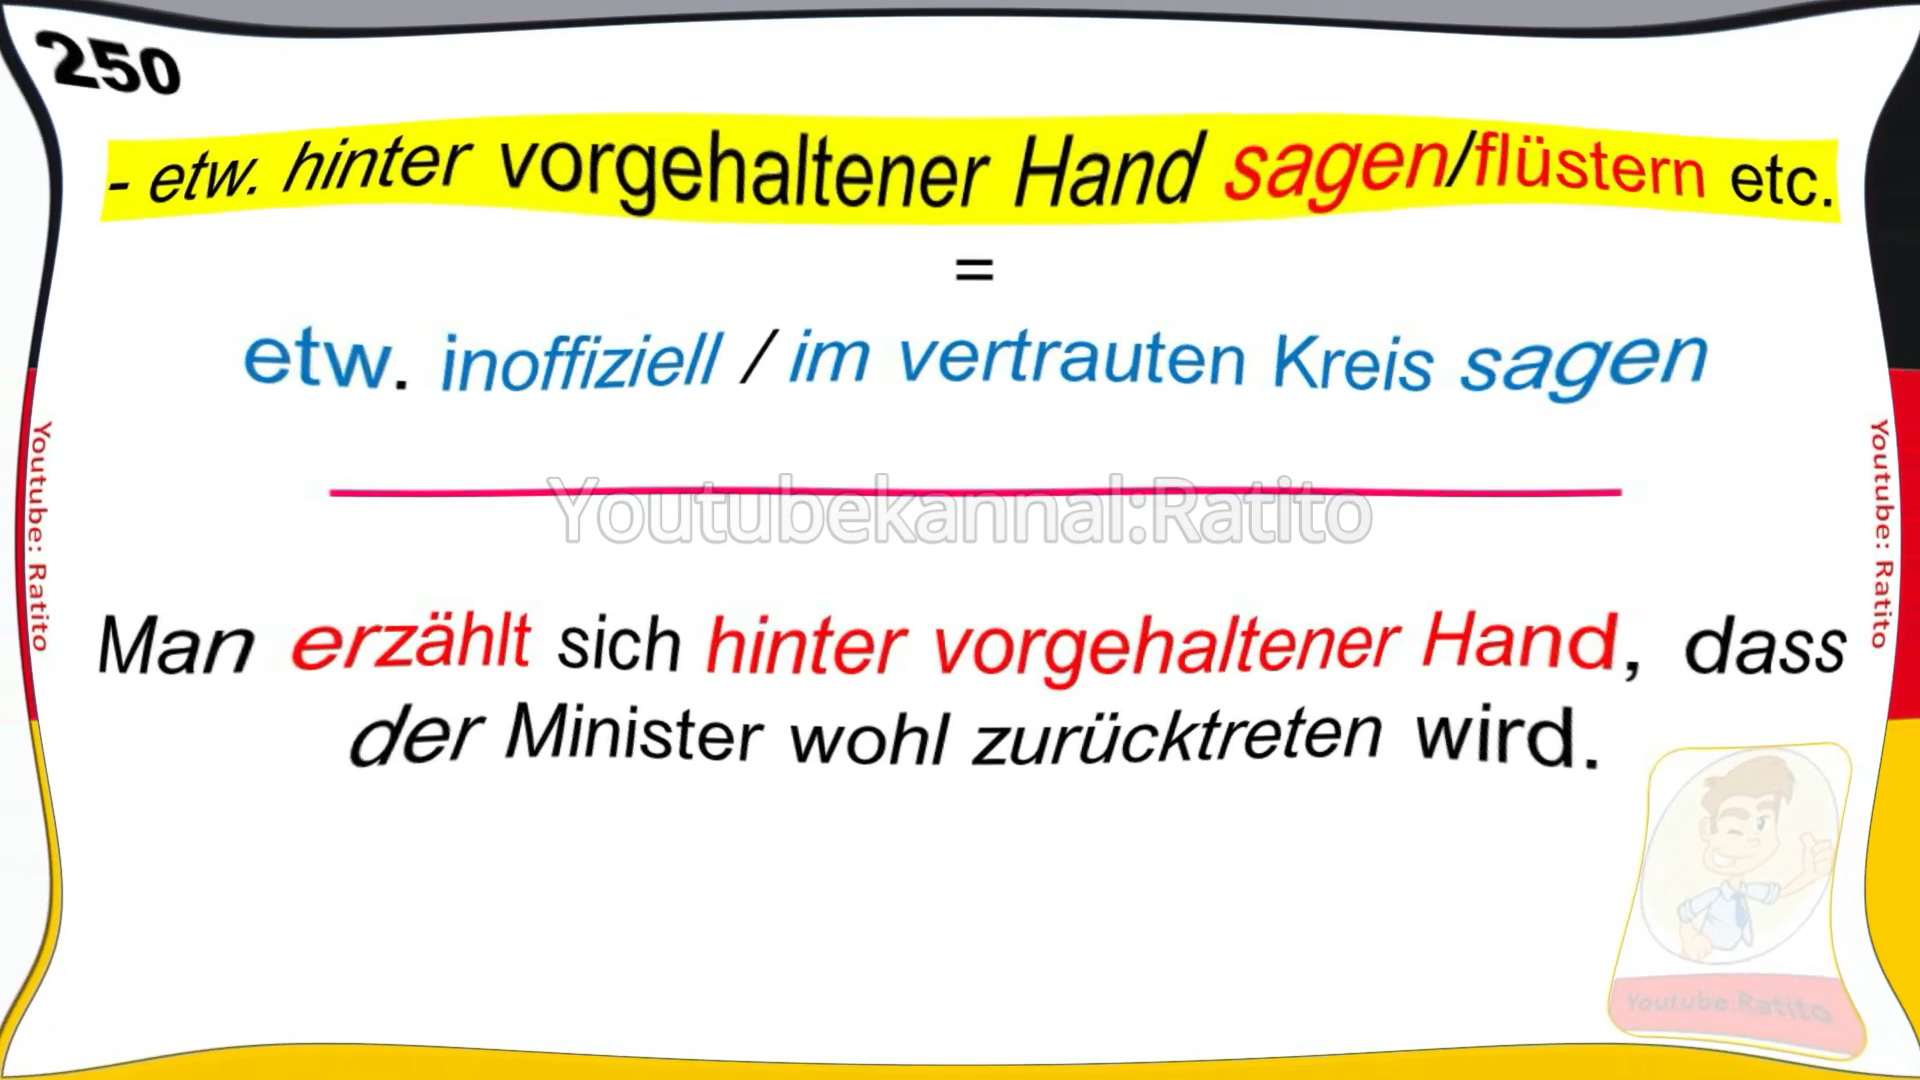 250
- etw. hinter vorgehaltener Hand sagen/flüstern etc.
=
etw. inoffiziell / im vertrauten Kreis sagen
Youtubekannal:Ratito
Youtube: Ratito
Youtube: Ratito
Man erzählt sich hinter vorgehaltener Hand, dass
der Minister wohl zurücktreten wird.
Youtube:Ratito